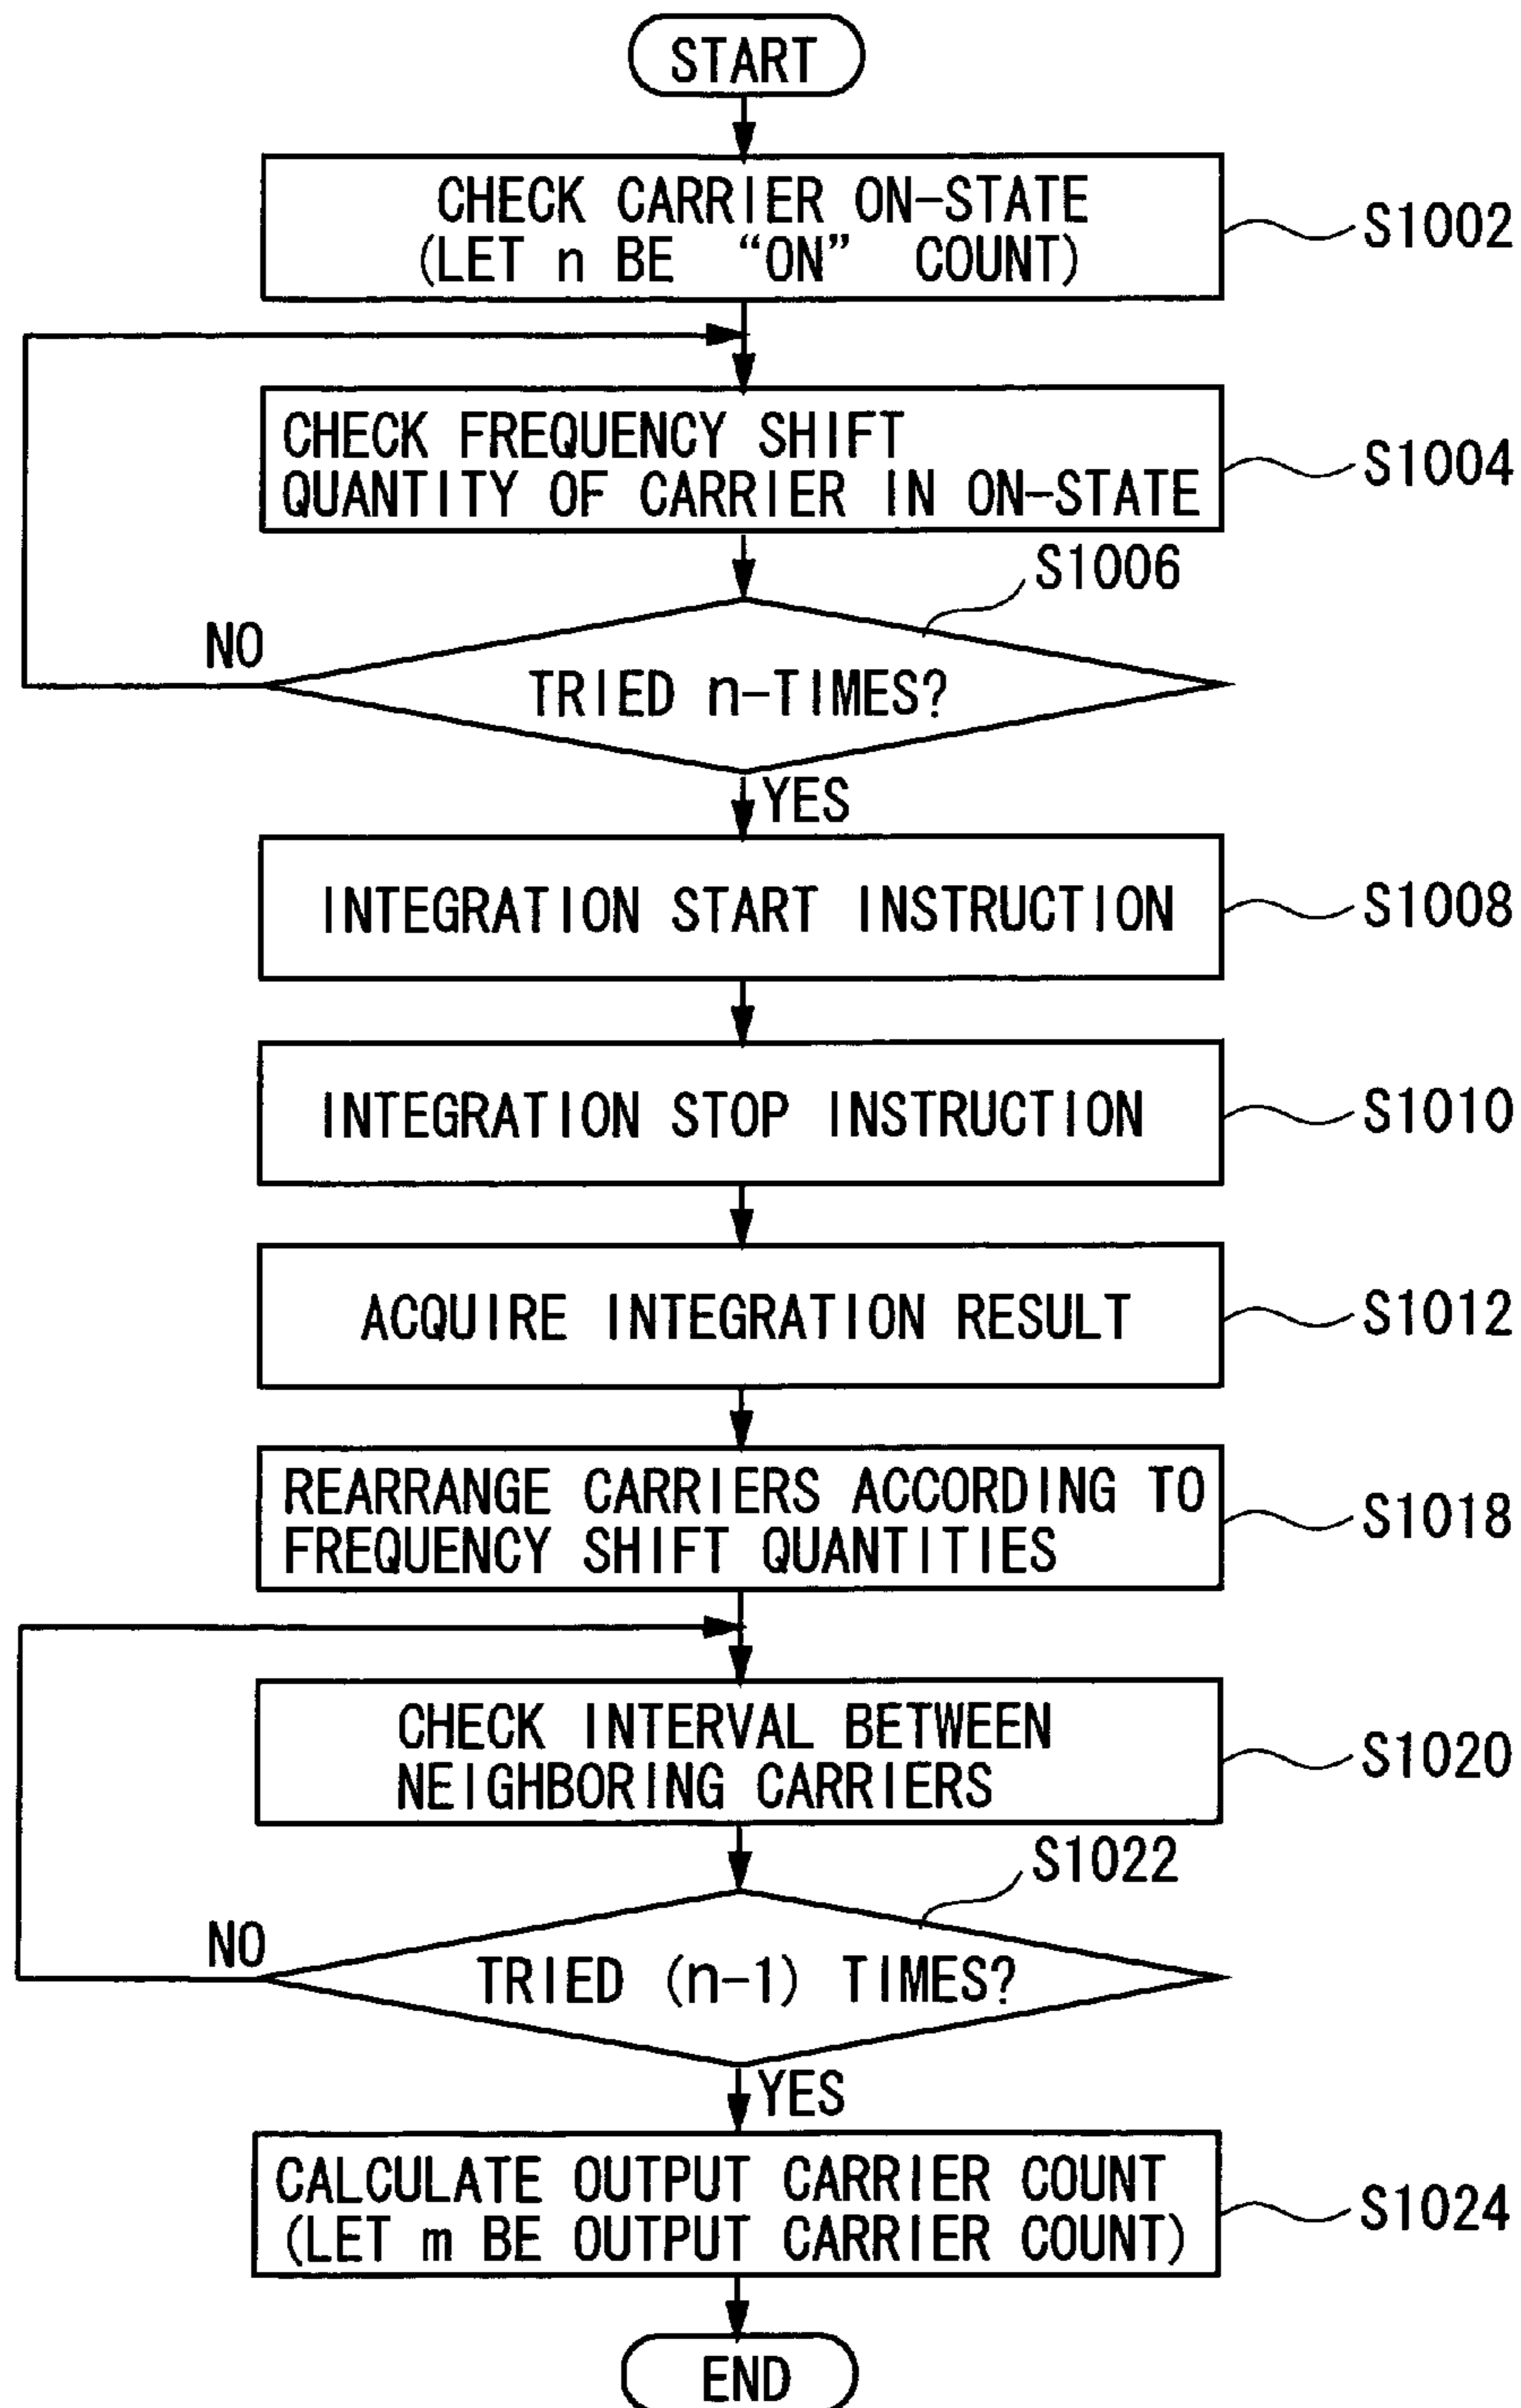 START
CHECK CARRIER ON-STATE
(LET n BE “ON” COUNT)
S1002
CHECK FREQUENCY SHIFT
QUANTITY OF CARRIER IN ON-STATE
S1004
S1006
NO
TRIED n-TIMES?
YES
INTEGRATION START INSTRUCTION
S1008
INTEGRATION STOP INSTRUCTION
S1010
ACQUIRE INTEGRATION RESULT
S1012
REARRANGE CARRIERS ACCORDING TO
FREQUENCY SHIFT QUANTITIES
S1018
CHECK INTERVAL BETWEEN
NEIGHBORING CARRIERS
S1020
S1022
NO
TRIED (n-1) TIMES?
YES
CALCULATE OUTPUT CARRIER COUNT
(LET m BE OUTPUT CARRIER COUNT)
S1024
END